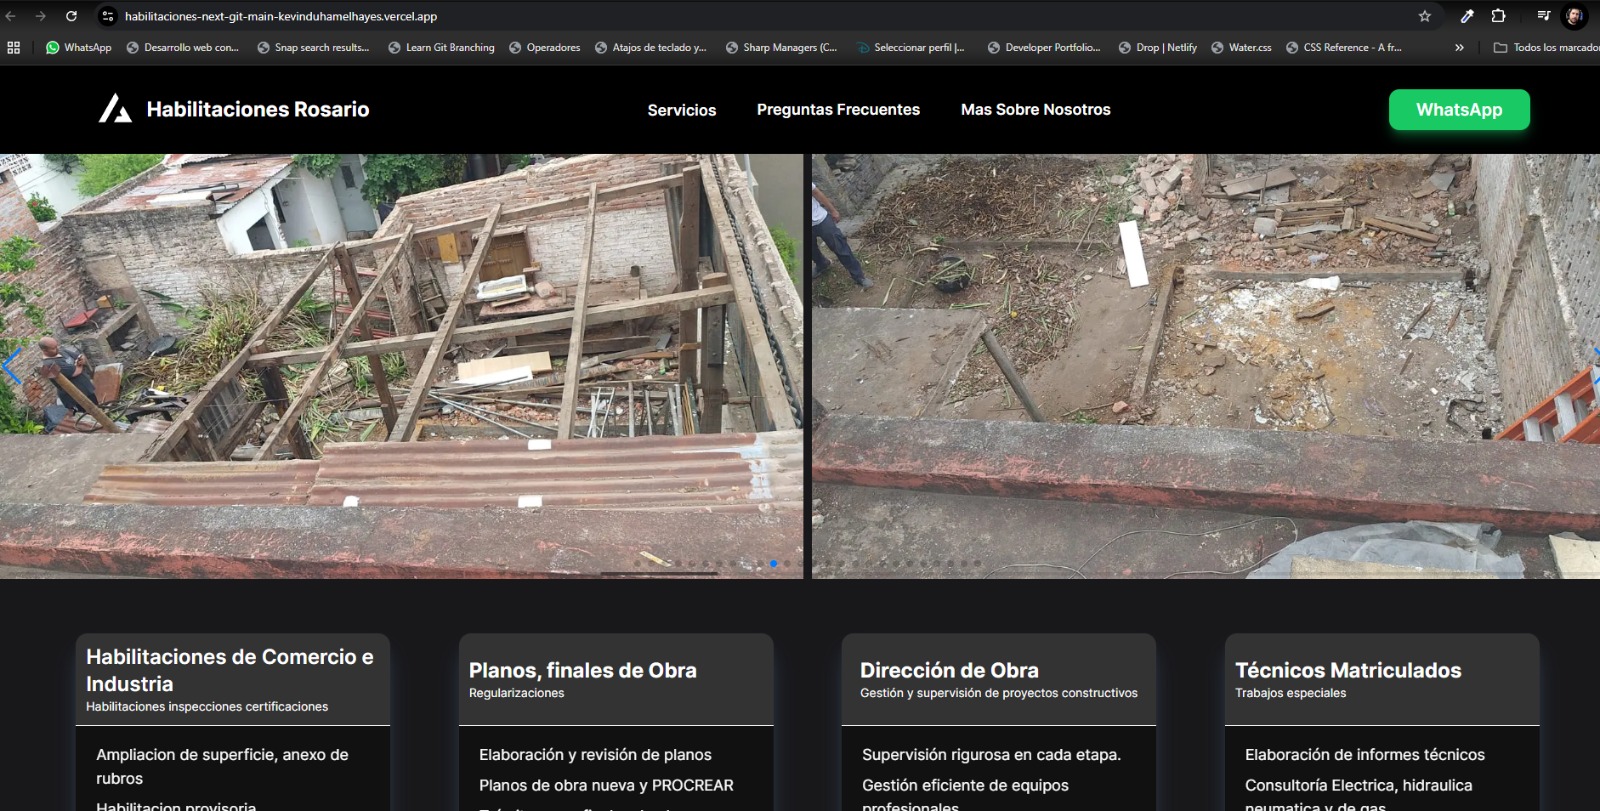 habilitaciones-next-git-main-kevinduhamelhayes.vercel.app
WhatsApp
Desarrollo web con...
Snap search results...
Learn Git Branching
Operadores
Atajos de teclado y...
Sharp Managers (C...
Seleccionar perfil |...
Developer Portfolio...
Drop | Netlify
Water.css
CSS Reference - A fr...
»
Todos los marcado
Habilitaciones Rosario
Servicios
Preguntas Frecuentes
Mas Sobre Nosotros
WhatsApp
Habilitaciones de Comercio e
Industria
Habilitaciones inspecciones certificaciones
Ampliacion de superficie, anexo de
rubros
Habilitacion provisoria
Planos, finales de Obra
Regularizaciones
Elaboración y revisión de planos
Planos de obra nueva y PROCREAR
Dirección de Obra
Gestión y supervisión de proyectos constructivos
Supervisión rigurosa en cada etapa.
Gestión eficiente de equipos
profesionales
Técnicos Matriculados
Trabajos especiales
Elaboración de informes técnicos
Consultoría Electrica, hidraulica
neumatica y de gas